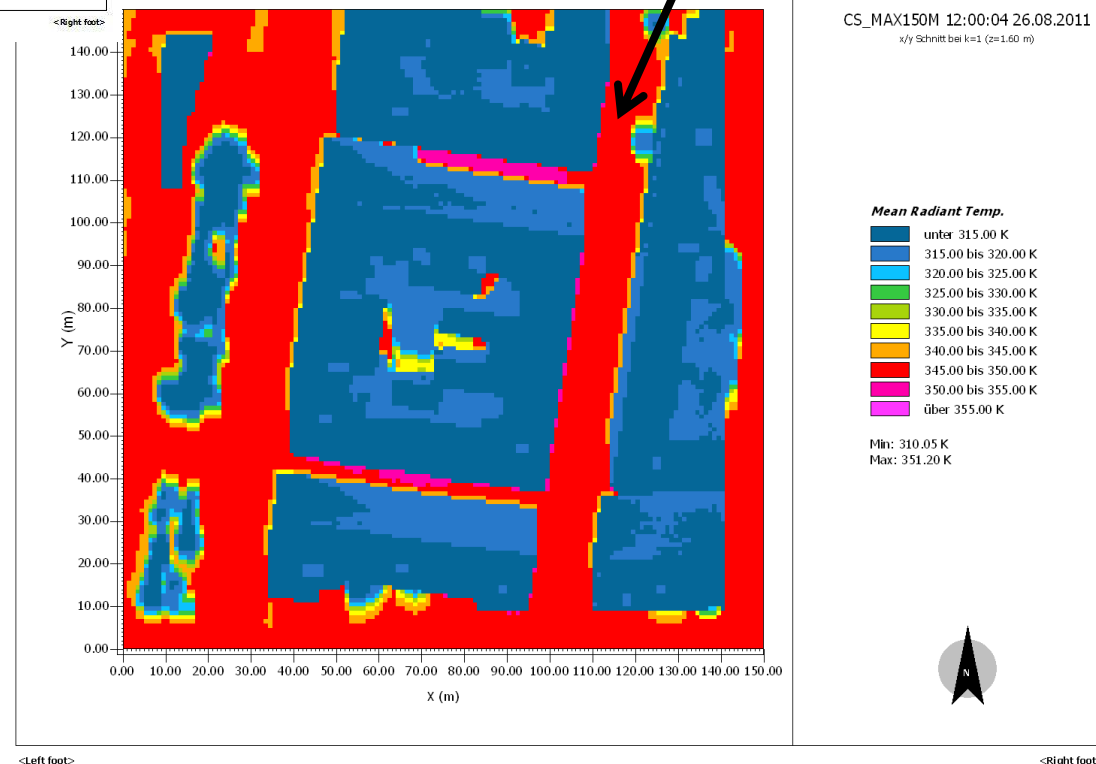 <Right foot>
CS_MAX150M 12:00:04 26.08.2011
x/y Schnitt bei k=1 (z=1.60 m)
140.00
130.00
120.00
110.00
100.00
90.00
80.00
70.00
60.00
50.00
40.00
30.00
20.00
10.00
0.00
Y (m)
0.00 10.00 20.00 30.00 40.00 50.00 60.00 70.00 80.00 90.00 100.00 110.00 120.00 130.00 140.00 150.00
X (m)
Mean Radiant Temp.
unter 315.00 K
315.00 bis 320.00 K
320.00 bis 325.00 K
325.00 bis 330.00 K
330.00 bis 335.00 K
335.00 bis 340.00 K
340.00 bis 345.00 K
345.00 bis 350.00 K
350.00 bis 355.00 K
über 355.00 K
Min: 310.05 K
Max: 351.20 K
N
<Left foot>
<Right foot